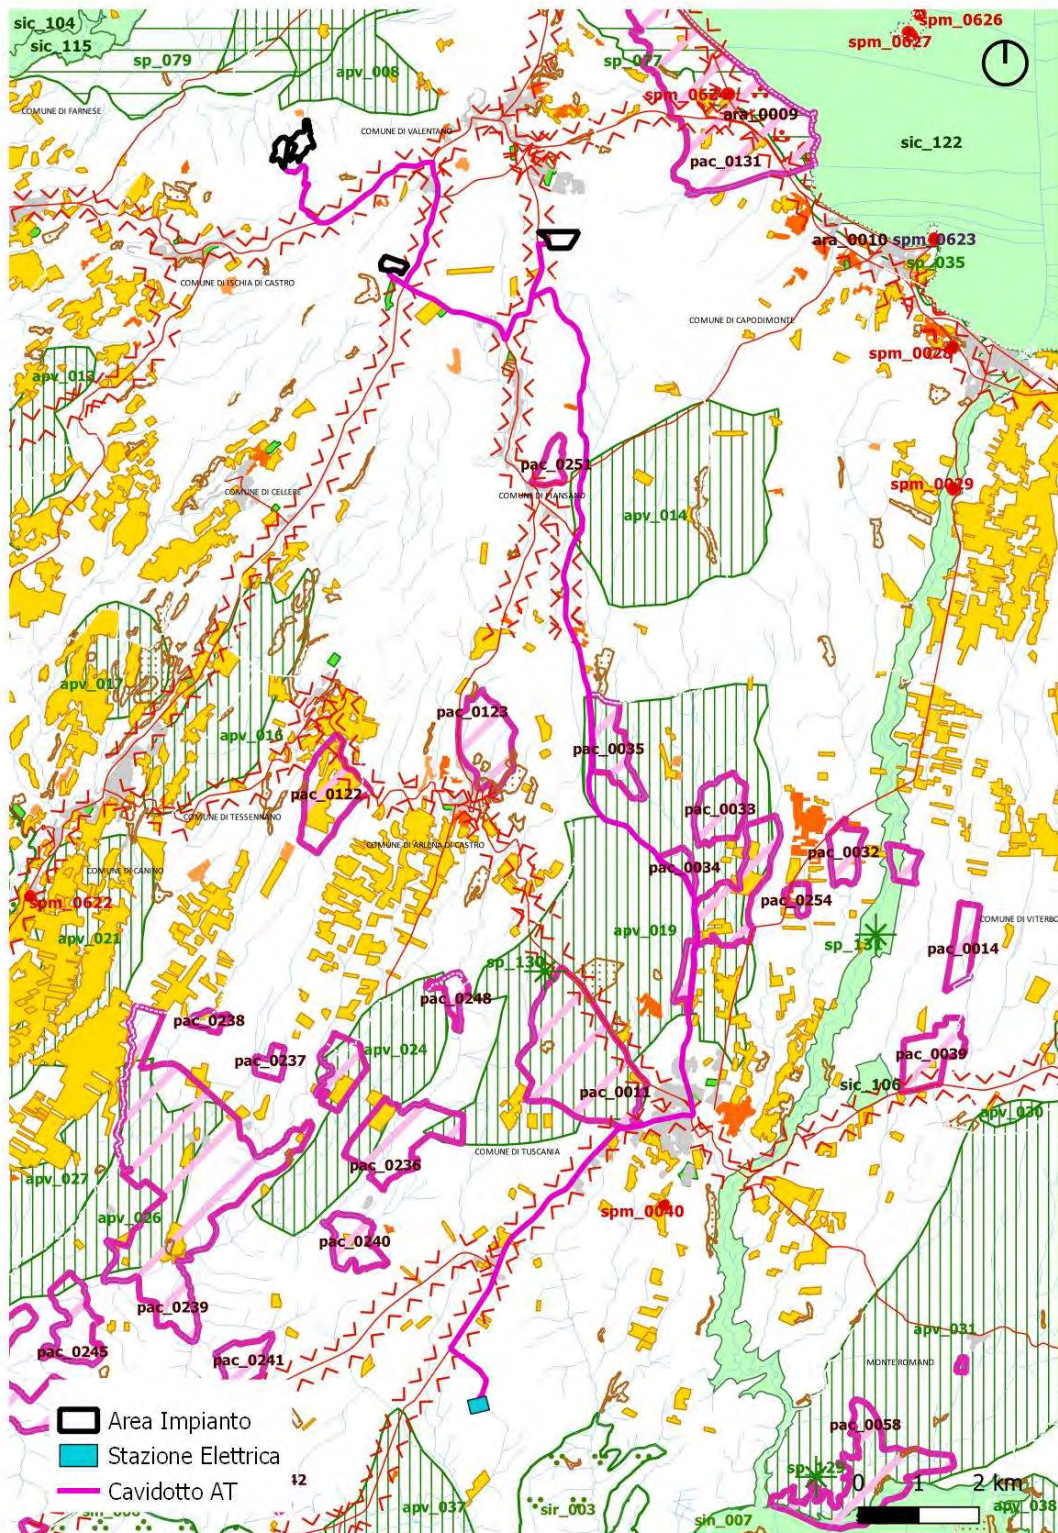 sic_104
sic_115
sp_079
apv_008
sp_077
spm_0626
spm_0627
COMUNE DI FARNESE
COMUNE DI VALENTANO
ara_0009
pac_0131
sic_122
ara_0010
spm_0623
sp_035
COMUNE DI ISCHIA DI CASTRO
COMUNE DI CAPODIMONTE
spm_0028
apv_013
pac_0251
COMUNE DI CELLERE
COMUNE DI PIANSANO
spm_0029
apv_014
apv_017
apv_016
pac_0123
pac_0035
pac_0122
pac_0033
COMUNE DI TESSENNANO
COMUNE DI ARLENA DI CASTRO
pac_0032
pac_0034
COMUNE DI CANINO
spm_0622
pac_0254
COMUNE DI VITERBO
apv_021
apv_019
sp_131
pac_0014
sp_130
pac_0248
pac_0238
pac_0237
apv_024
pac_0039
sic_106
pac_0011
apv_030
COMUNE DI TUSCANIA
pac_0236
apv_027
apv_026
spm_0040
pac_0240
pac_0239
apv_031
pac_0245
pac_0241
MONTE ROMANO
Area Impianto
Stazione Elettrica
Cavidotto AT
pac_0058
sp_129
0 1 2 km
apv_037
sir_003
sin_007
apv_038